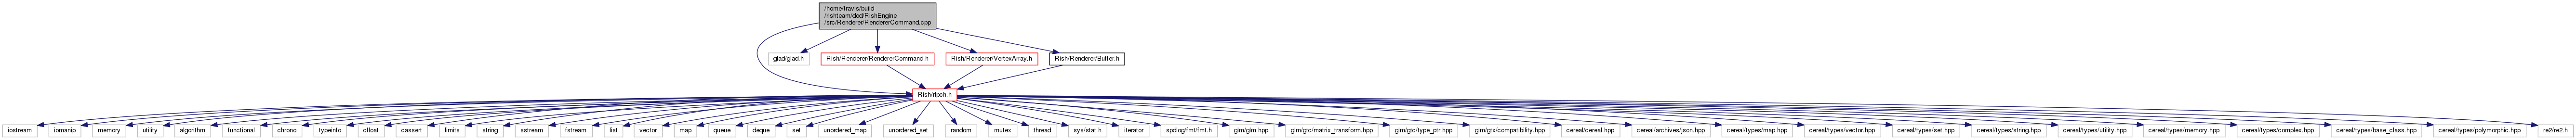 /home/travis/build
/rishteam/dod/RishEngine
/src/Renderer/RendererCommand.cpp
glad/glad.h
Rish/Renderer/RendererCommand.h
Rish/Renderer/VertexArray.h
Rish/Renderer/Buffer.h
Rish/rlpch.h
iostream
iomanip
memory
utility
algorithm
functional
chrono
typeinfo
cfloat
cassert
limits
string
sstream
fstream
list
vector
map
queue
deque
set
unordered_map
unordered_set
random
mutex
thread
sys/stat.h
iterator
spdlog/fmt/fmt.h
glm/glm.hpp
glm/gtc/matrix_transform.hpp
glm/gtc/type_ptr.hpp
glm/gtx/compatibility.hpp
cereal/cereal.hpp
cereal/archives/json.hpp
cereal/types/map.hpp
cereal/types/vector.hpp
cereal/types/set.hpp
cereal/types/string.hpp
cereal/types/utility.hpp
cereal/types/memory.hpp
cereal/types/complex.hpp
cereal/types/base_class.hpp
cereal/types/polymorphic.hpp
re2/re2.h